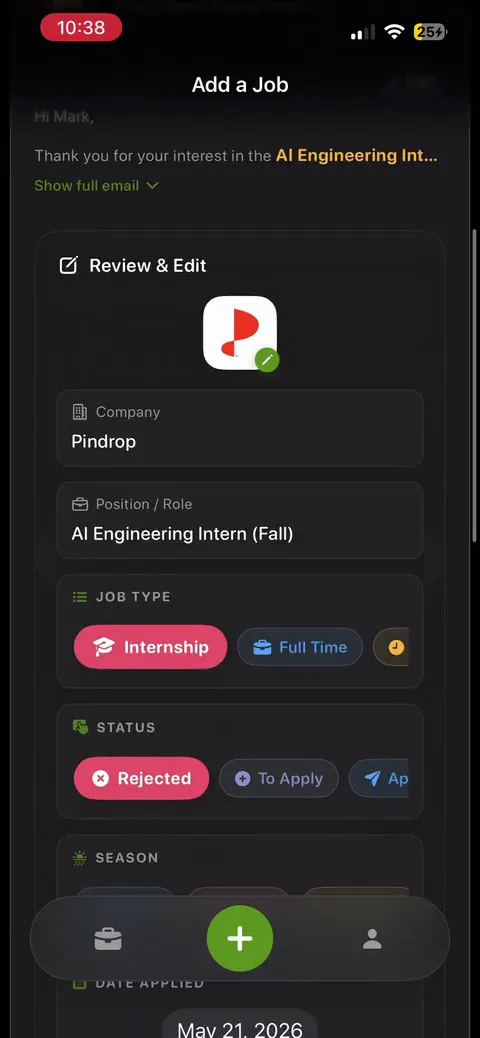 10:38
25
Add a Job
Hi Mark,
Thank you for your interest in the AI Engineering Int...
Show full email
Review & Edit
Company
Pindrop
Position / Role
AI Engineering Intern (Fall)
JOB TYPE
Internship
Full Time
STATUS
Rejected
To Apply
Ap
SEASON
DATE APPLIED
May 21, 2026